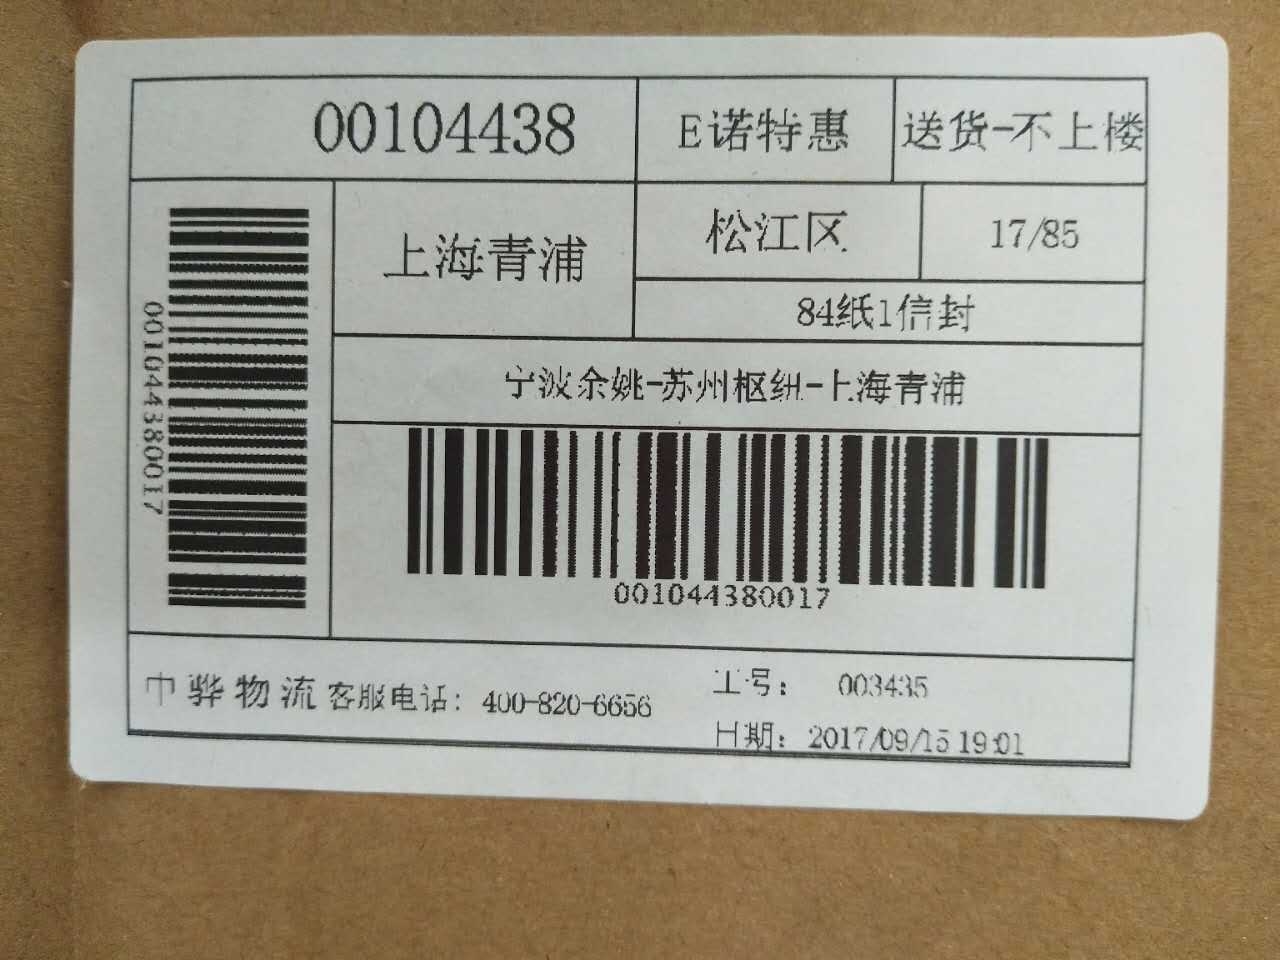 00104438 E诺特惠 送货-不上楼
上海青浦 松江区 17/85
84纸1信封
宁波余姚-苏州枢纽-上海青浦
001044380017
001044380017
中骅物流 客服电话：400-820-6656 工号： 003435
日期：2017/09/15 19:01